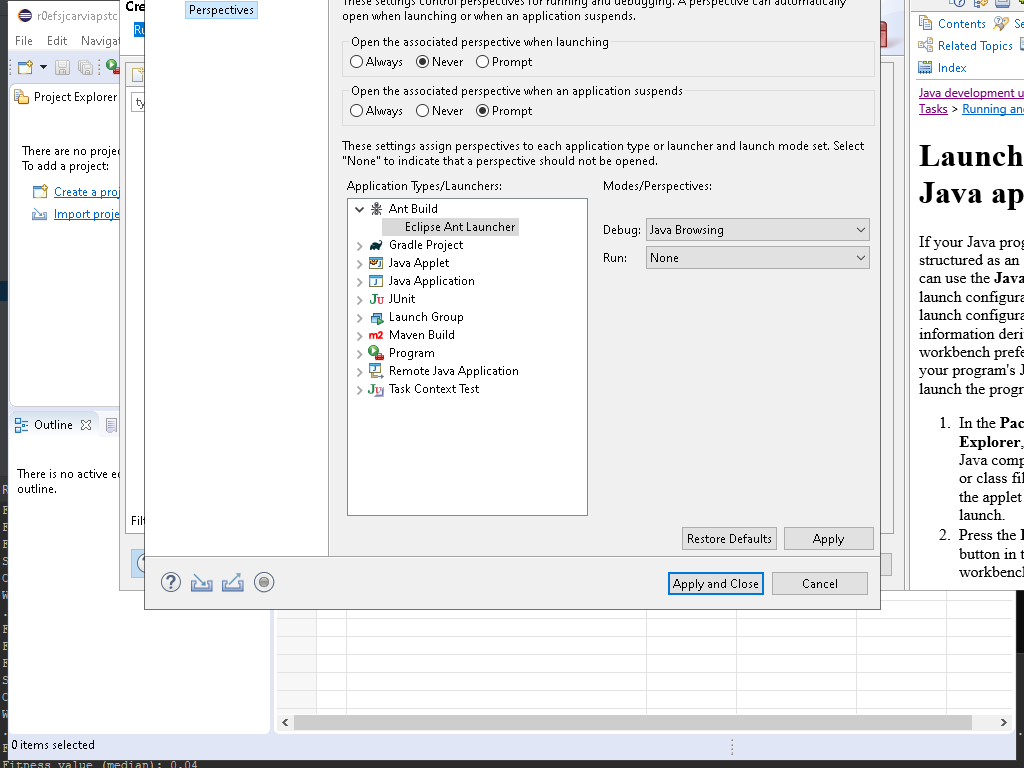 r0efsjcarviapstc
File Edit Naviga
Project Explorer
There are no projec
To add a project:
Create a proj
Import proje
Outline
There is no active ed
outline.
0 items selected
Fitness value (median): 0.04
Cre
Ru
ty
Filt
Perspectives
These settings control perspectives for running and debugging. A perspective can automatically
open when launching or when an application suspends.
Open the associated perspective when launching
Always Never Prompt
Open the associated perspective when an application suspends
Always Never Prompt
These settings assign perspectives to each application type or launcher and launch mode set. Select
"None" to indicate that a perspective should not be opened.
Application Types/Launchers:
Modes/Perspectives:
Ant Build
Eclipse Ant Launcher
Gradle Project
Java Applet
Java Application
JUnit
Launch Group
Maven Build
Program
Remote Java Application
Task Context Test
Debug: Java Browsing
Run: None
Restore Defaults Apply
Apply and Close Cancel
Contents Se
Related Topics
Index
Java development u
Tasks > Running and
Launch
Java ap
If your Java prog
structured as an
can use the Java
launch configura
launch configura
information deri
workbench prefe
your program's J
launch the progr
1. In the Pac
Explorer,
Java comp
or class fil
the applet
launch.
2. Press the
button in t
workbench